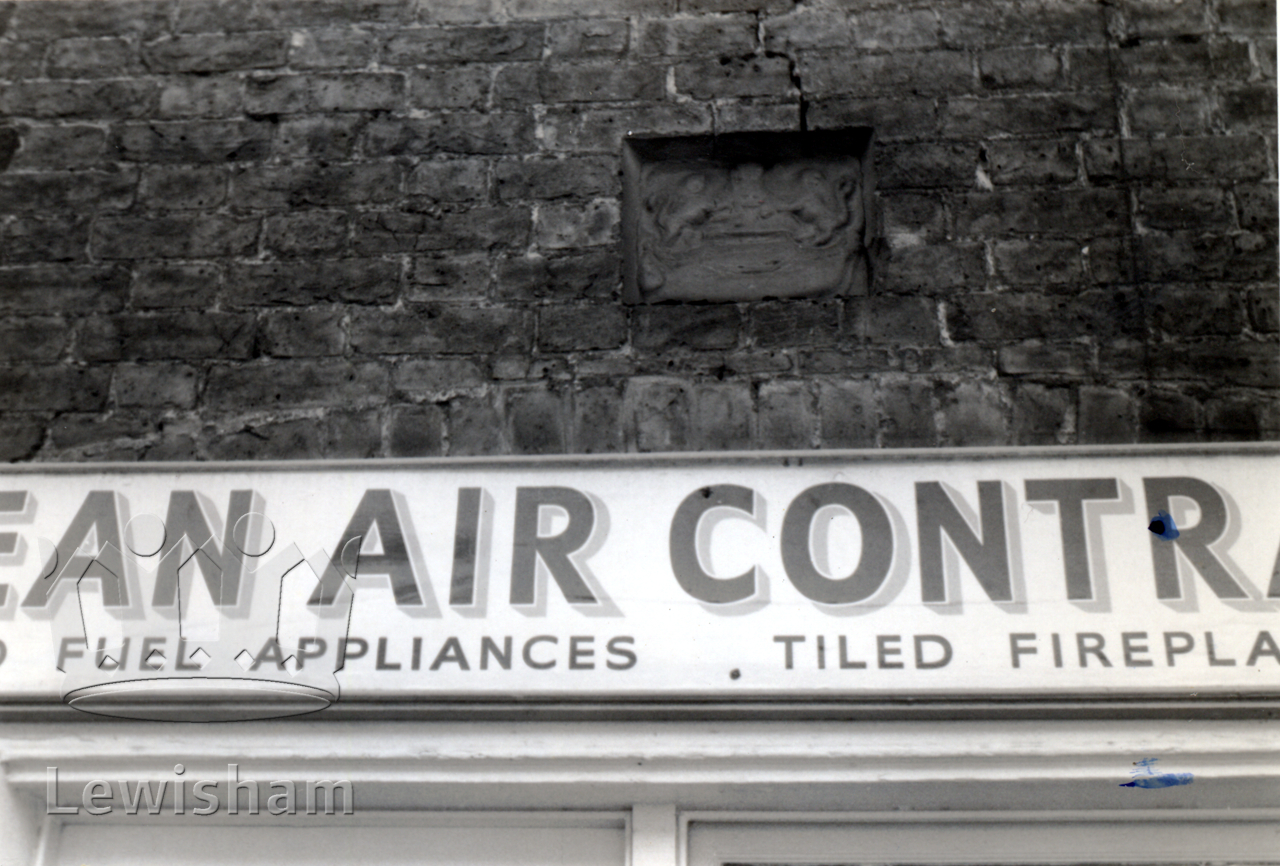 EAN AIR CONTRA
D FUEL APPLIANCES TILED FIREPLA
Lewisham